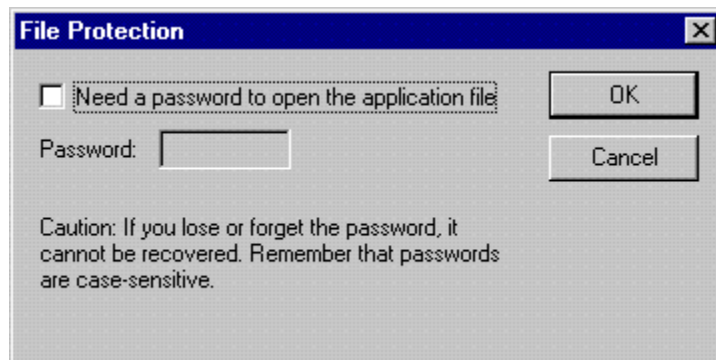 File Protection
Need a password to open the application file
OK
Password:
Cancel
Caution: If you lose or forget the password, it
cannot be recovered. Remember that passwords
are case-sensitive.